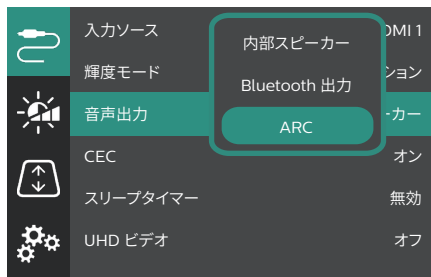 入力ソース
OMI 1
輝度モード
ション
音声出力
ーカー
CEC
オン
スリープタイマー
無効
UHD ビデオ
オフ
内部スピーカー
Bluetooth 出力
ARC